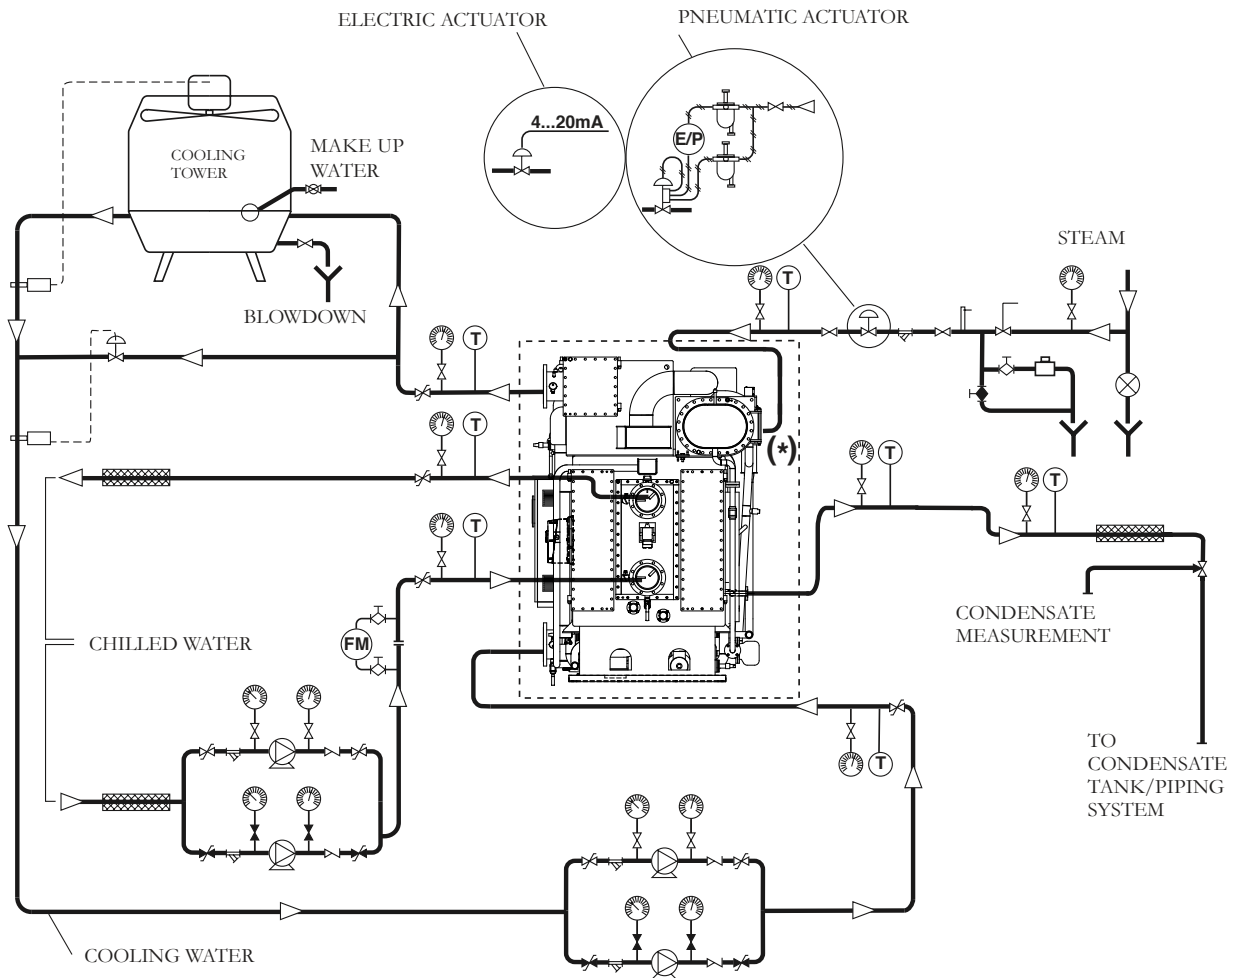 ELECTRIC ACTUATOR
PNEUMATIC ACTUATOR
4...20mA
E/P
COOLING
TOWER
MAKE UP
WATER
BLOWDOWN
STEAM
T
T
T
(*)
T
T
T
FM
CHILLED WATER
CONDENSATE
MEASUREMENT
T
TO
CONDENSATE
TANK/PIPING
SYSTEM
COOLING WATER